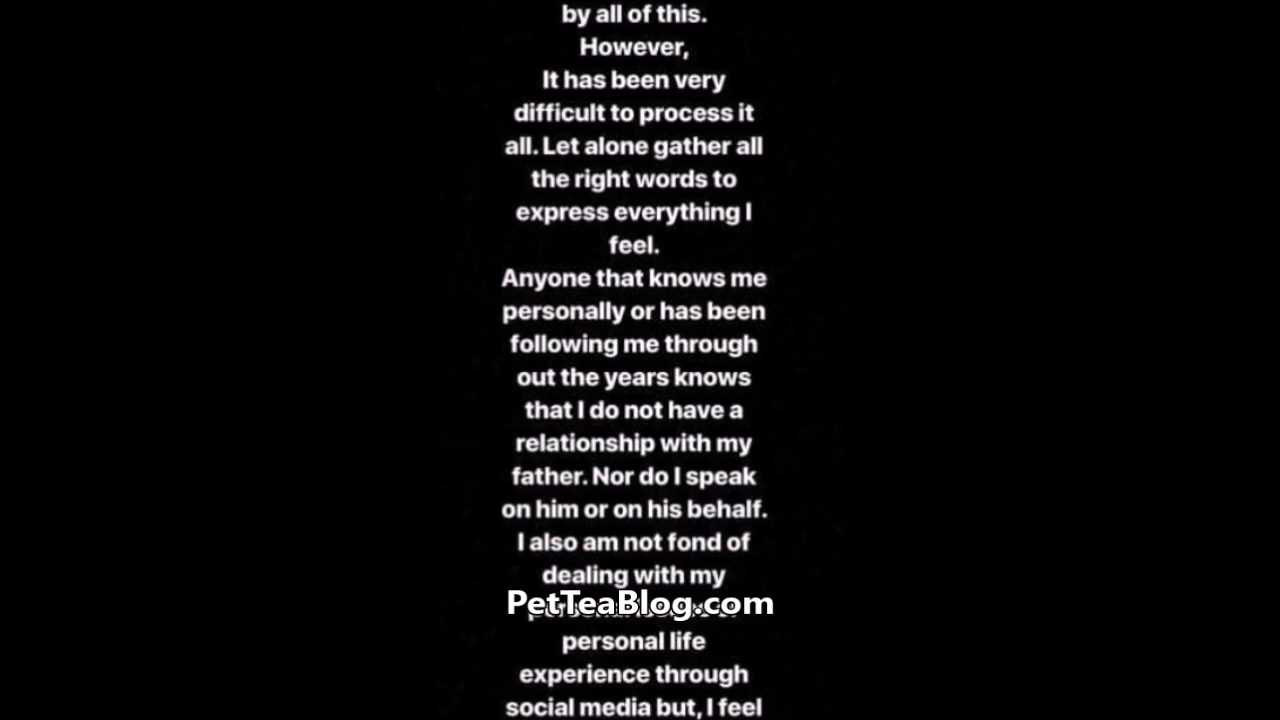 by all of this.
However,
It has been very
difficult to process it
all. Let alone gather all
the right words to
express everything I
feel.
Anyone that knows me
personally or has been
following me through
out the years knows
that I do not have a
relationship with my
father. Nor do I speak
on him or on his behalf.
I also am not fond of
dealing with my
PetTeaBlog.com
personal life
experience through
social media but, I feel